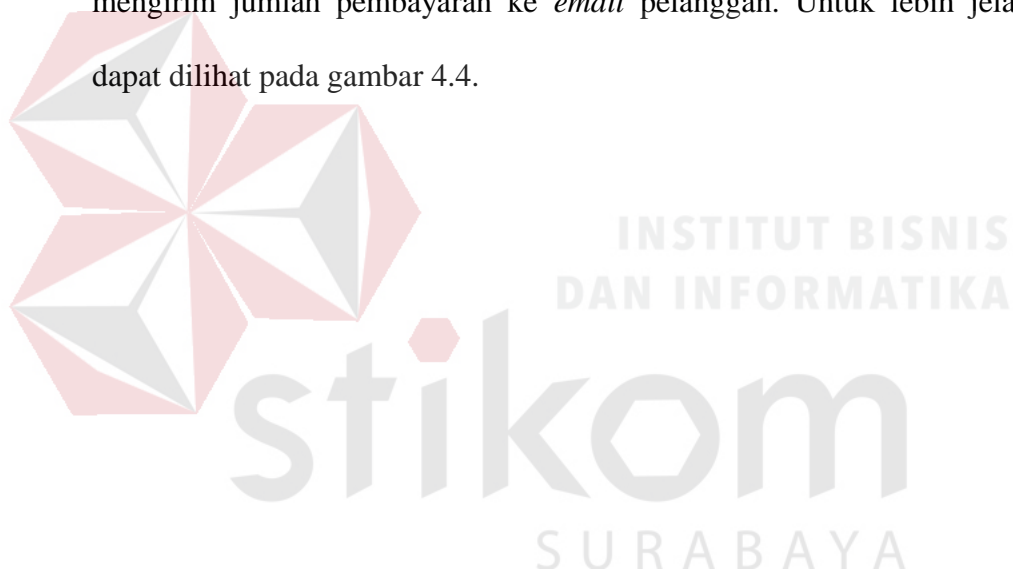 mengirim jumlah pembayaran ke email pelanggan. Untuk lebih jela
dapat dilihat pada gambar 4.4.
INSTITUT BISNIS
DAN INFORMATIKA
stikom
SURABAYA